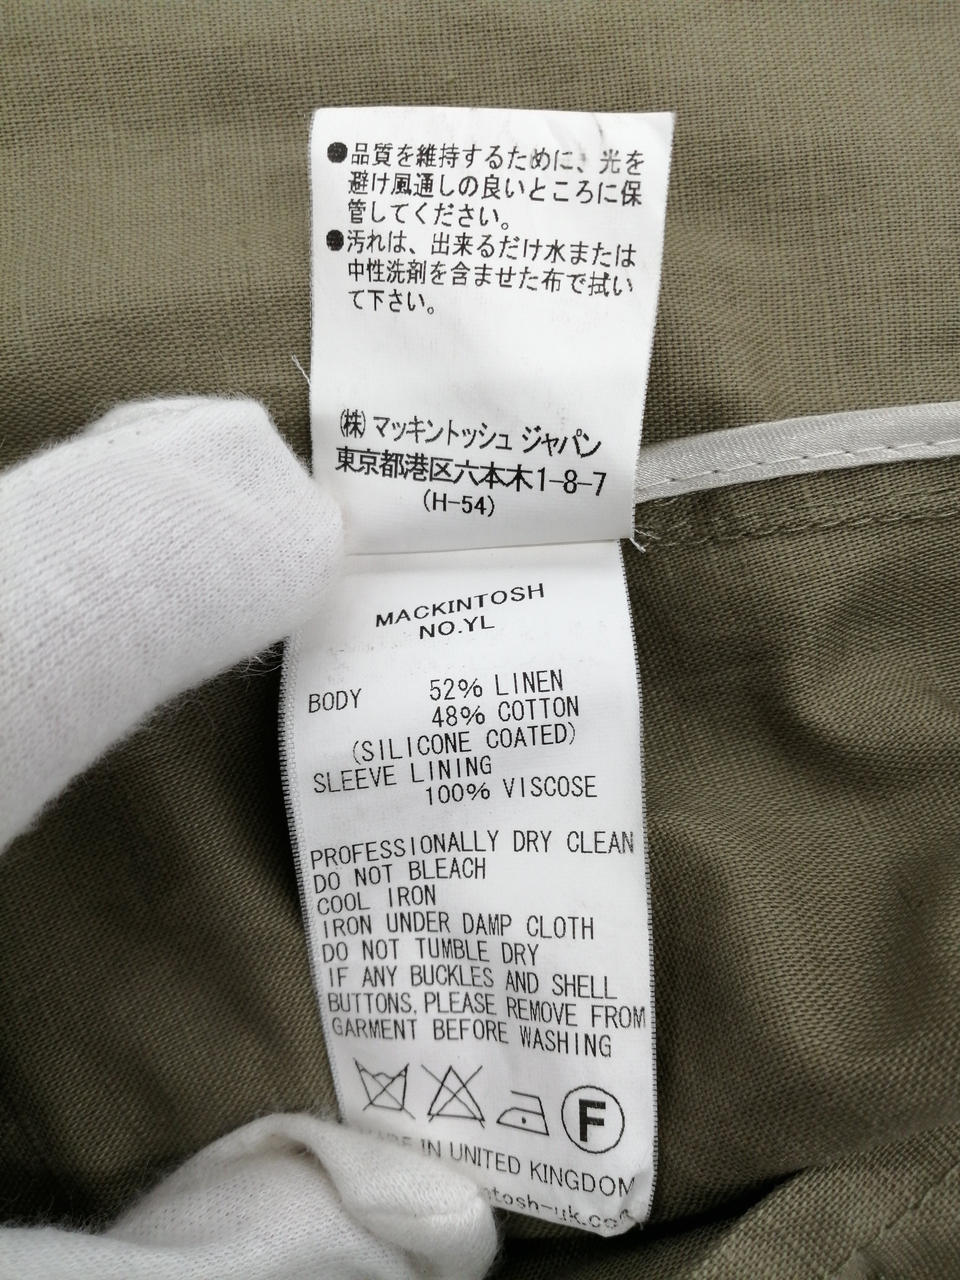 ●品質を維持するために、光を
避け風通しの良いところに保
管してください。
●汚れは、出来るだけ水または
中性洗剤を含ませた布で拭い
て下さい。
㈱マッキントッシュ ジャパン
東京都港区六本木1-8-7
(H-54)
MACKINTOSH
NO.YL
BODY 52% LINEN
48% COTTON
(SILICONE COATED)
SLEEVE LINING
100% VISCOSE
PROFESSIONALLY DRY CLEAN
DO NOT BLEACH
COOL IRON
IRON UNDER DAMP CLOTH
DO NOT TUMBLE DRY
IF ANY BUCKLES AND SHELL
BUTTONS, PLEASE REMOVE FROM
GARMENT BEFORE WASHING
F
IN UNITED KINGDOM